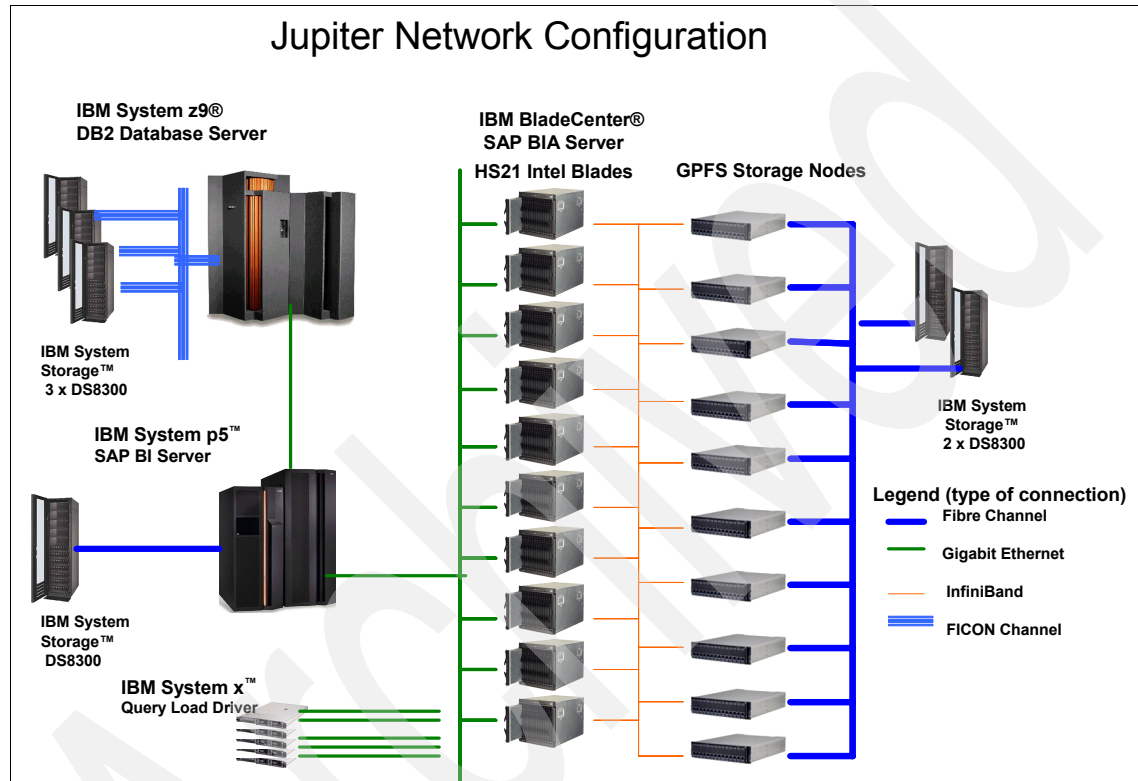 Jupiter Network Configuration
IBM System z9®
DB2 Database Server
IBM System
Storage™
3 x DS8300
IBM System p5™
SAP BI Server
IBM System
Storage™
DS8300
IBM System x™
Query Load Driver
IBM BladeCenter®
SAP BIA Server
HS21 Intel Blades
GPFS Storage Nodes
IBM System
Storage™
2 x DS8300
Legend (type of connection)
Fibre Channel
Gigabit Ethernet
InfiniBand
FICON Channel
Archived